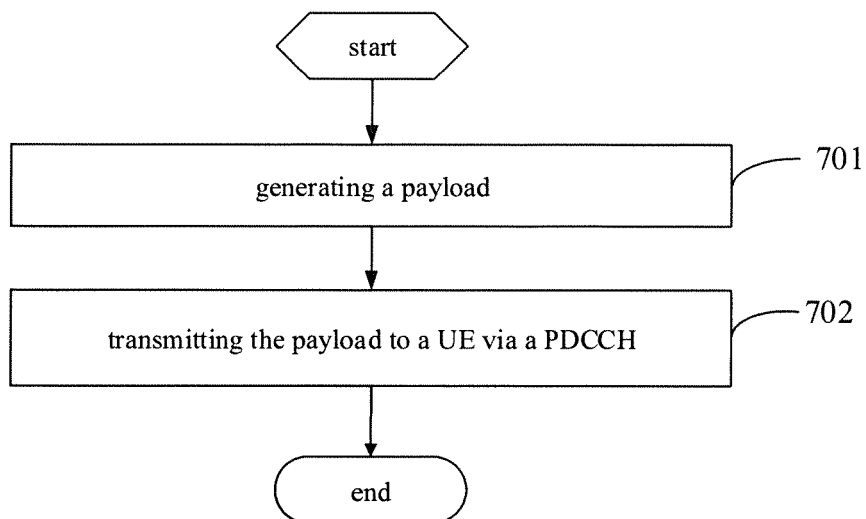 start
generating a payload
701
transmitting the payload to a UE via a PDCCH
702
end